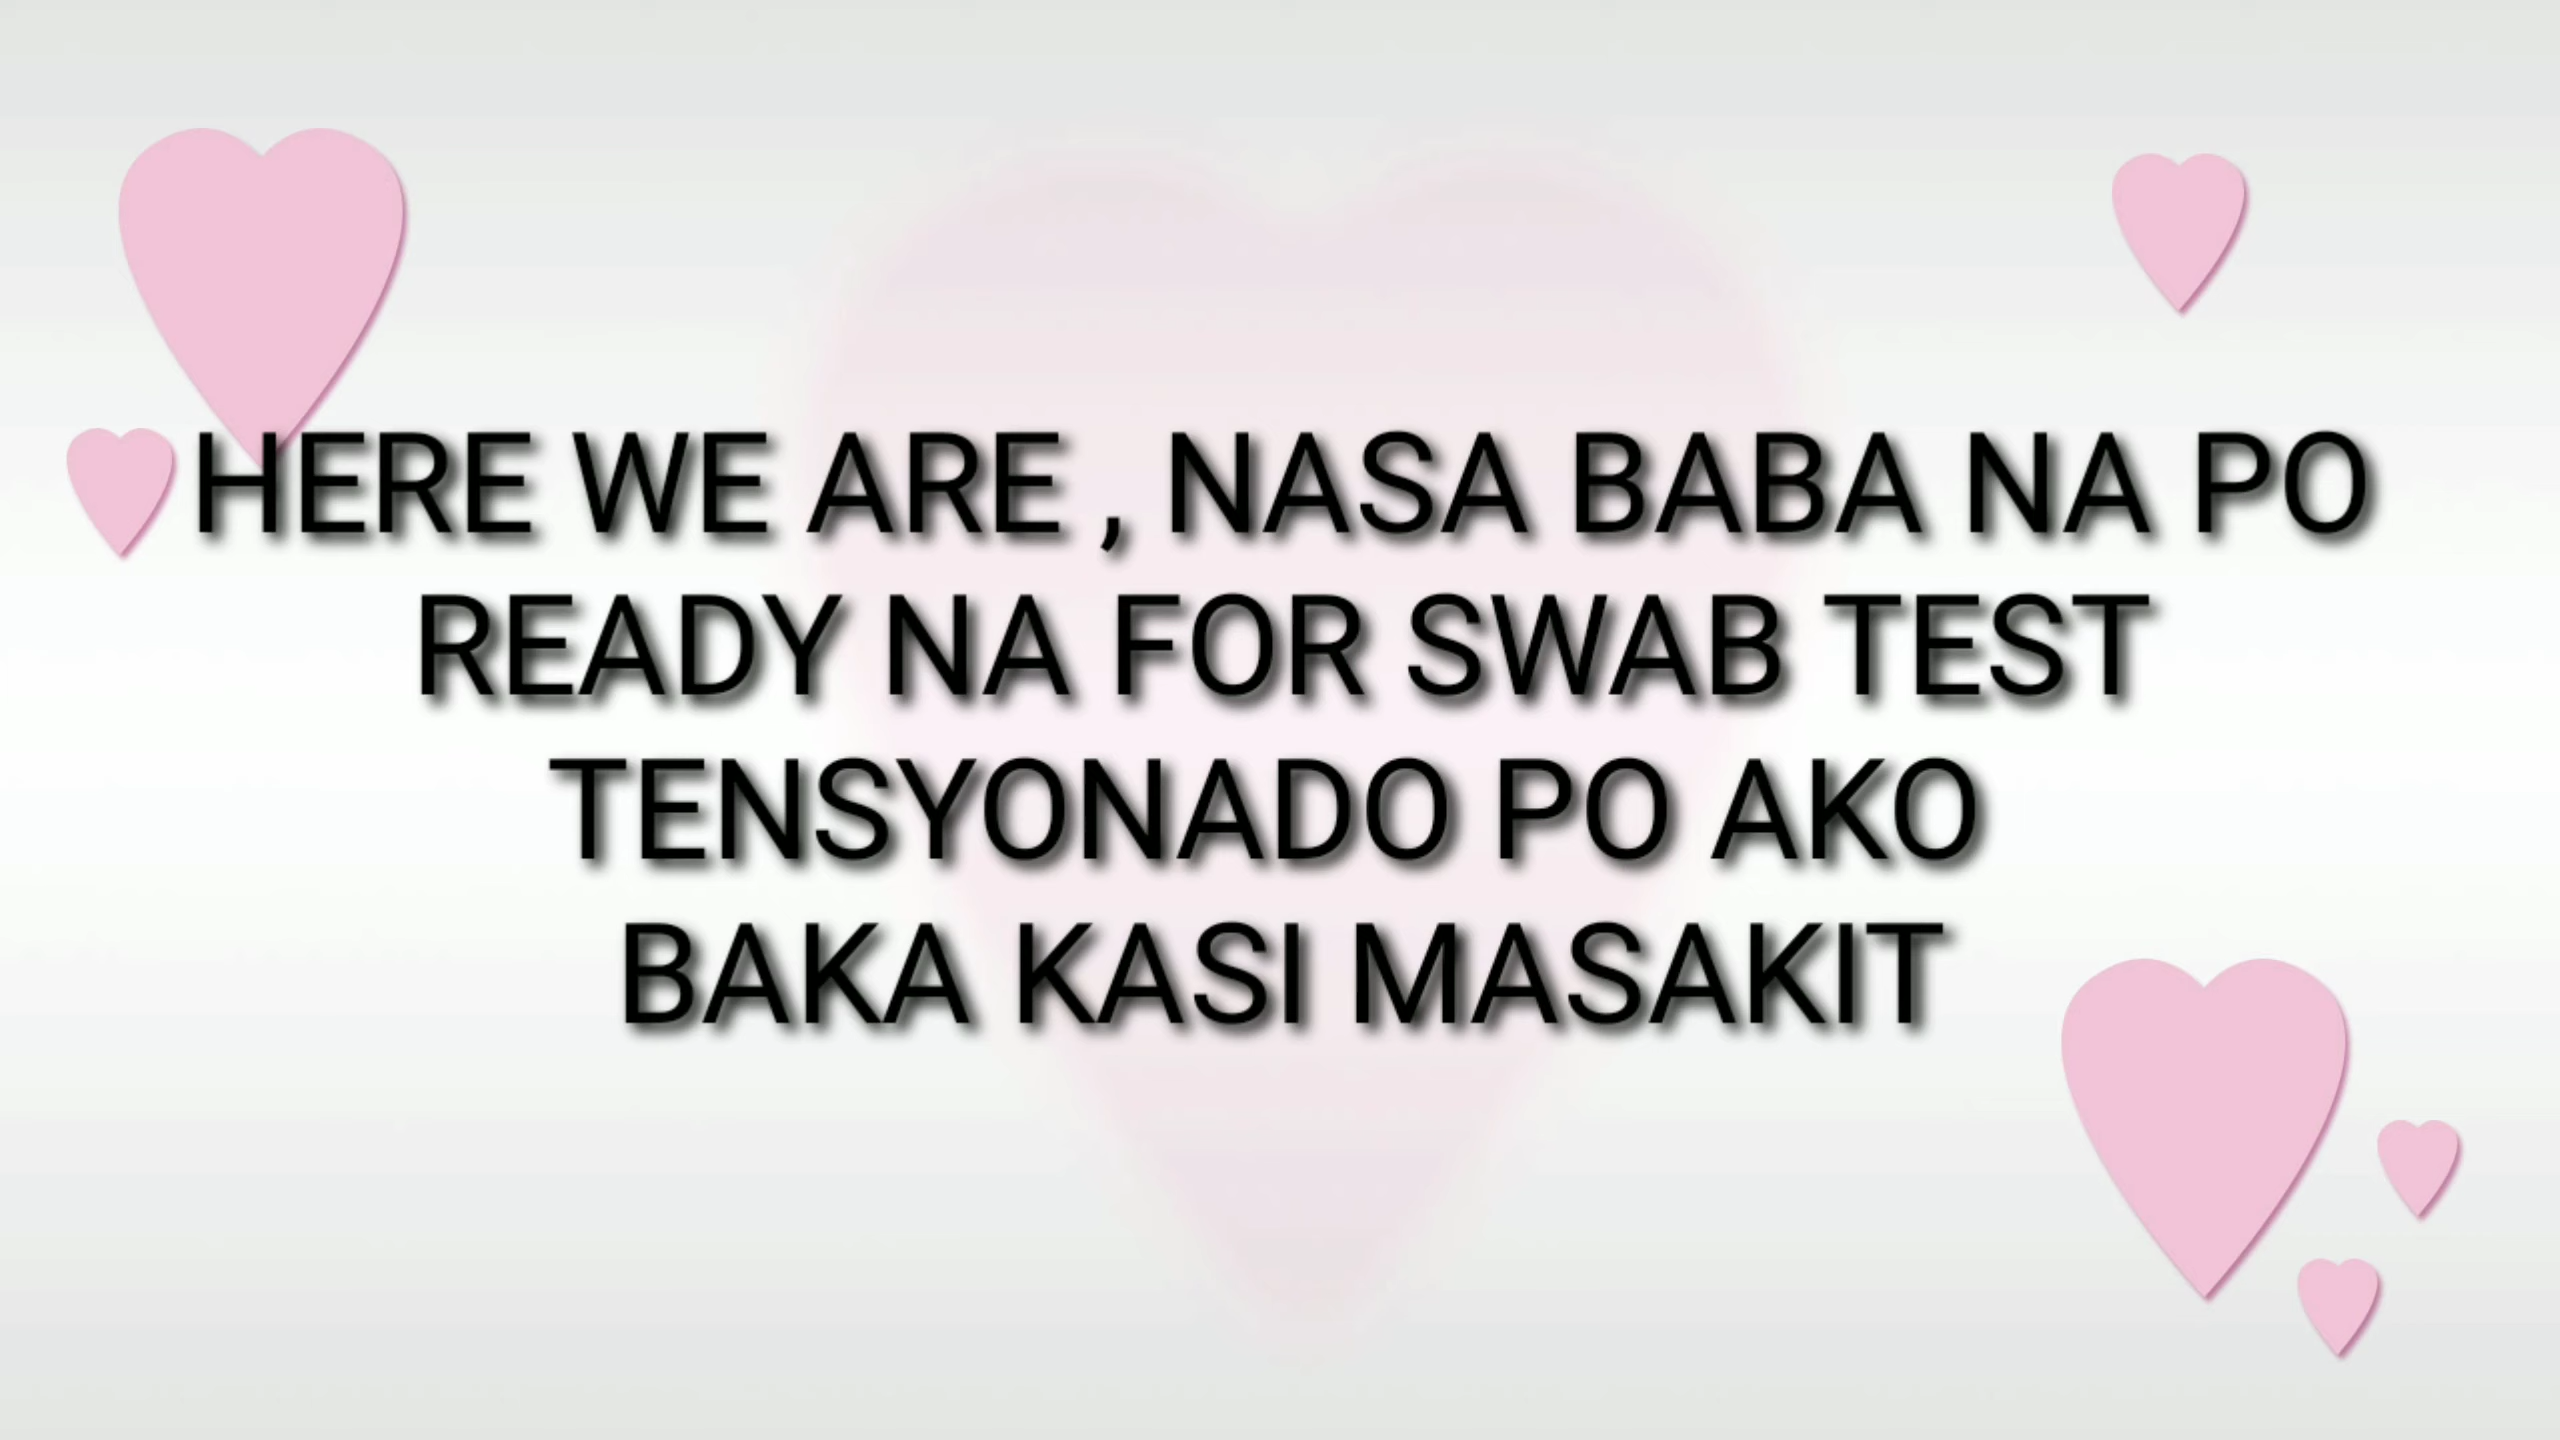 HERE WE ARE , NASA BABA NA PO
READY NA FOR SWAB TEST
TENSYONADO PO AKO
BAKA KASI MASAKIT